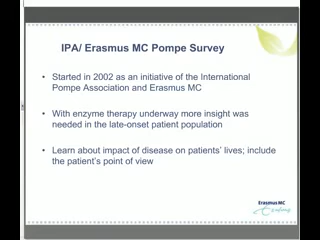 IPA/ Erasmus MC Pompe Survey
• Started in 2002 as an initiative of the International
Pompe Association and Erasmus MC
• With enzyme therapy underway more insight was
needed in the late-onset patient population
• Learn about impact of disease on patients' lives; include
the patient's point of view
Erasmus MC